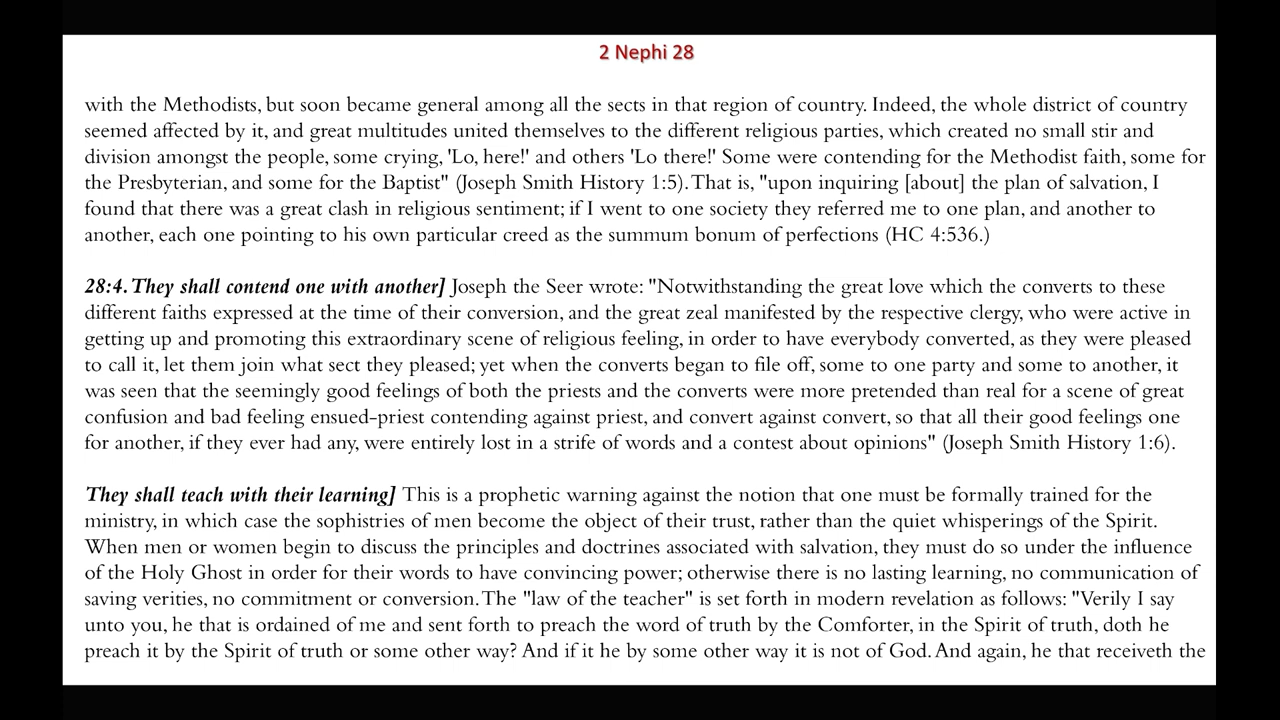 2 Nephi 28
with the Methodists, but soon became general among all the sects in that region of country. Indeed, the whole district of country
seemed affected by it, and great multitudes united themselves to the different religious parties, which created no small stir and
division amongst the people, some crying, 'Lo, here!' and others 'Lo there!' Some were contending for the Methodist faith, some for
the Presbyterian, and some for the Baptist" (Joseph Smith History 1:5). That is, "upon inquiring [about] the plan of salvation, I
found that there was a great clash in religious sentiment; if I went to one society they referred me to one plan, and another to
another, each one pointing to his own particular creed as the summum bonum of perfections (HC 4:536.)
28:4. They shall contend one with another] Joseph the Seer wrote: "Notwithstanding the great love which the converts to these
different faiths expressed at the time of their conversion, and the great zeal manifested by the respective clergy, who were active in
getting up and promoting this extraordinary scene of religious feeling, in order to have everybody converted, as they were pleased
to call it, let them join what sect they pleased; yet when the converts began to file off, some to one party and some to another, it
was seen that the seemingly good feelings of both the priests and the converts were more pretended than real for a scene of great
confusion and bad feeling ensued-priest contending against priest, and convert against convert, so that all their good feelings one
for another, if they ever had any, were entirely lost in a strife of words and a contest about opinions" (Joseph Smith History 1:6).
They shall teach with their learning] This is a prophetic warning against the notion that one must be formally trained for the
ministry, in which case the sophistries of men become the object of their trust, rather than the quiet whisperings of the Spirit.
When men or women begin to discuss the principles and doctrines associated with salvation, they must do so under the influence
of the Holy Ghost in order for their words to have convincing power; otherwise there is no lasting learning, no communication of
saving verities, no commitment or conversion. The "law of the teacher" is set forth in modern revelation as follows: "Verily I say
unto you, he that is ordained of me and sent forth to preach the word of truth by the Comforter, in the Spirit of truth, doth he
preach it by the Spirit of truth or some other way? And if it he by some other way it is not of God. And again, he that receiveth the